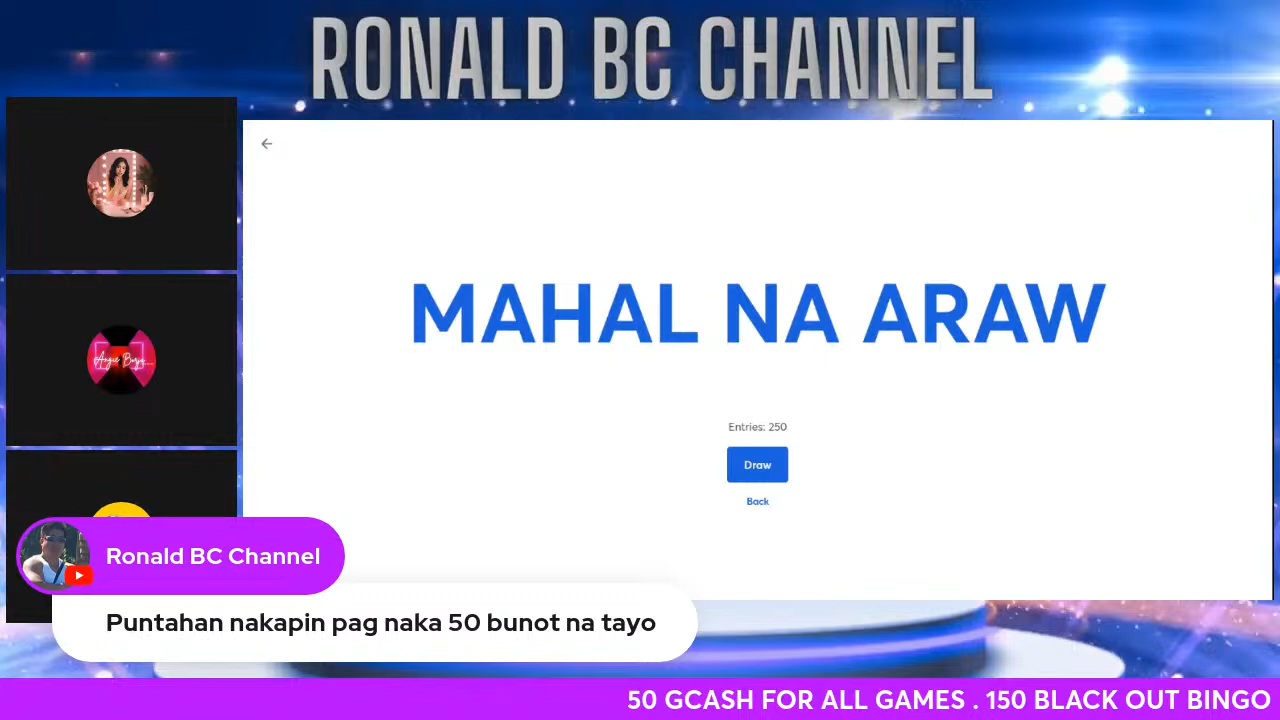 RONALD BC CHANNEL
MAHAL NA ARAW
Entries: 250
Draw
Back
Ronald BC Channel
Puntahan nakapin pag naka 50 bunot na tayo
50 GCASH FOR ALL GAMES . 150 BLACK OUT BINGO